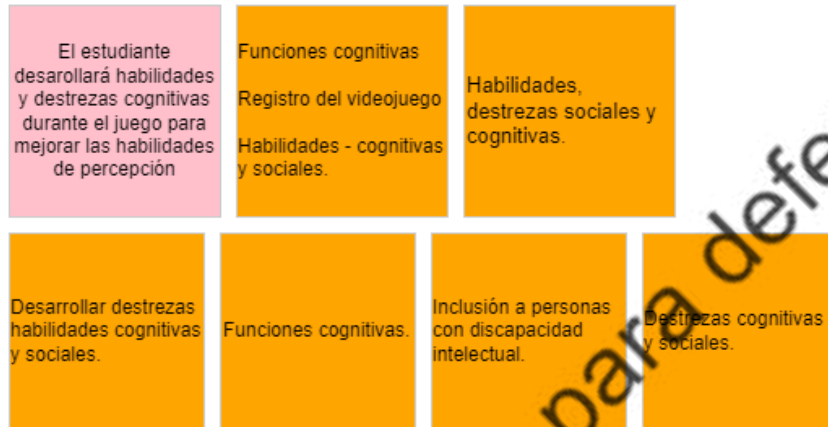 El estudiante
desarollará habilidades
y destrezas cognitivas
durante el juego para
mejorar las habilidades
de percepción
Funciones cognitivas
Registro del videojuego
Habilidades - cognitivas
y sociales.
Habilidades,
destrezas sociales y
cognitivas.
Desarrollar destrezas
habilidades cognitivas
y sociales.
Funciones cognitivas.
Inclusión a personas
con discapacidad
intelectual.
Destrezas cognitivas
y sociales.
para defe